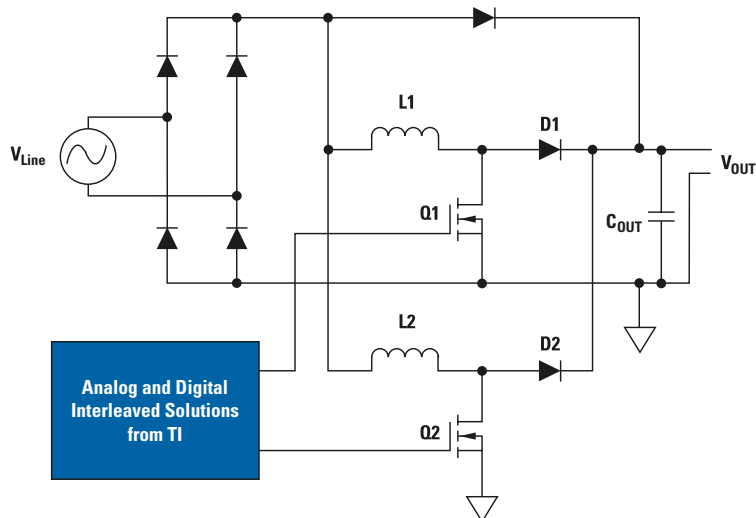 L1
D1
V_Line
V_OUT
Q1
C_OUT
L2
D2
Analog and Digital
Interleaved Solutions
from TI
Q2